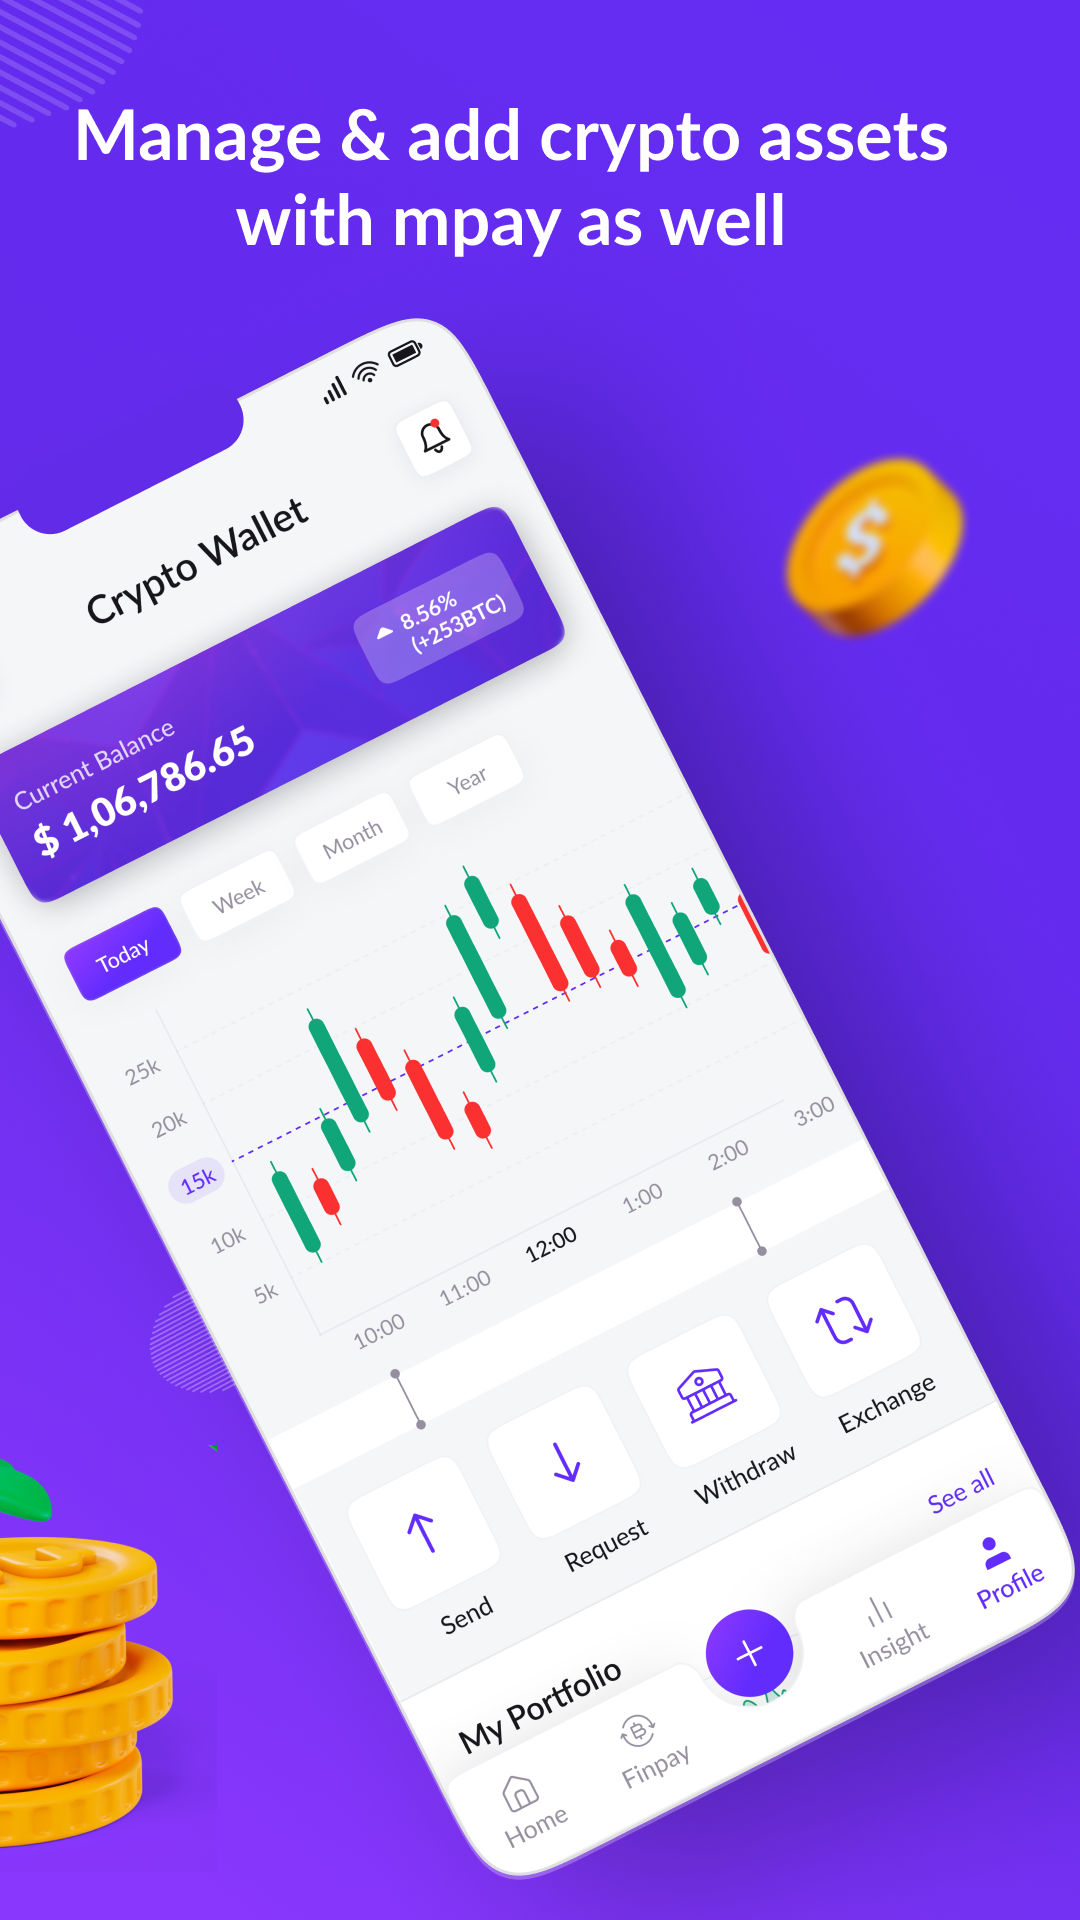 Manage & add crypto assets
with mpay as well
Crypto Wallet
8.56%
(+253BTC)
Current Balance
$ 1,06,786.65
Today
Week
Month
Year
25k
20k
15k
10k
5k
10:00
11:00
12:00
1:00
2:00
3:00
Send
Request
Withdraw
Exchange
My Portfolio
See all
Home
Finpay
Insight
Profile